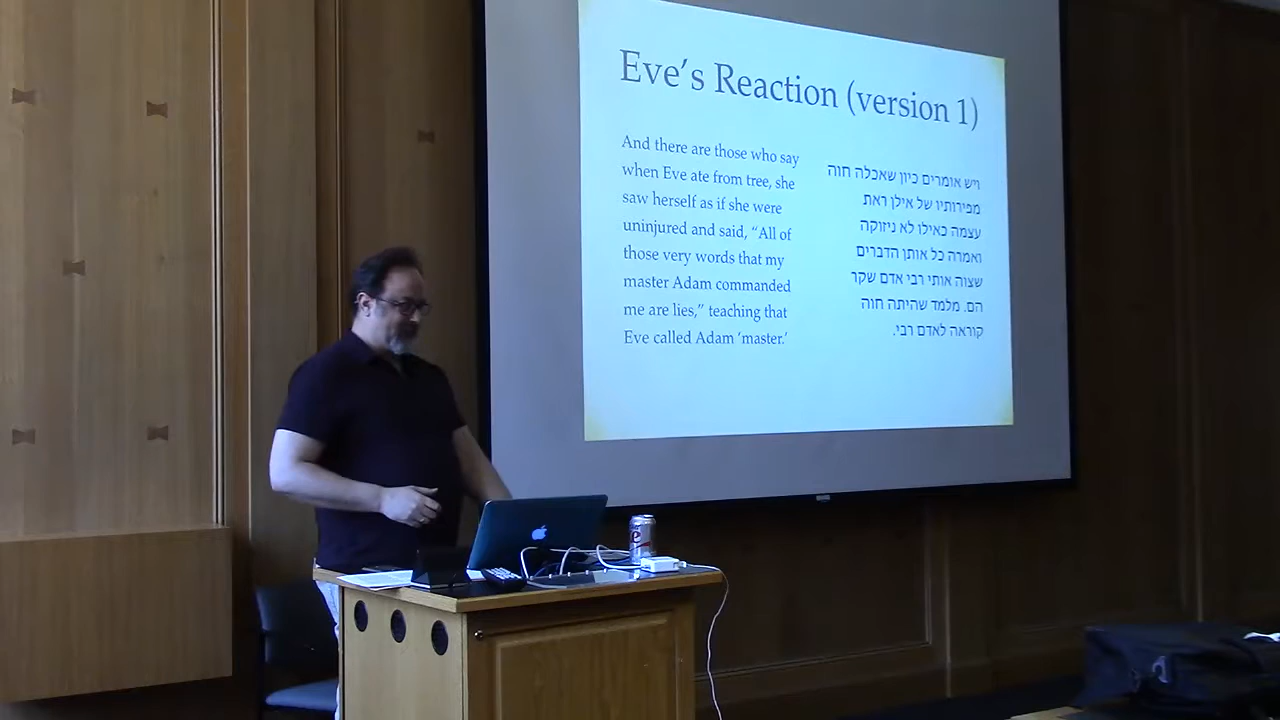 Eve's Reaction (version 1)
And there are those who say
when Eve ate from tree, she
saw herself as if she were
uninjured and said, “All of
those very words that my
master Adam commanded
me are lies,” teaching that
Eve called Adam ‘master.’
ויש אומרים כיון שאכלה חוה
מפירותיו של אילן ראת
עצמה כאילו לא ניזוקה
ואמרה כל אותן הדברים
שצוה אותי רבי אדם שקר
הם. מלמד שהיתה חוה
קוראה לאדם רבי.